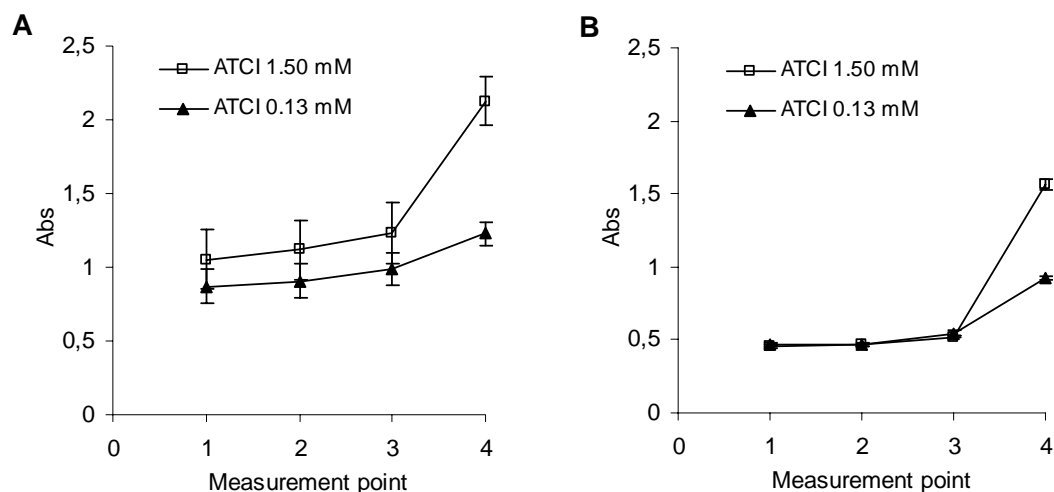 A
Abs
2,5
2
1,5
1
0,5
0
ATCI 1.50 mM
ATCI 0.13 mM
0 1 2 3 4
Measurement point
B
Abs
2,5
2
1,5
1
0,5
0
ATCI 1.50 mM
ATCI 0.13 mM
0 1 2 3 4
Measurement point